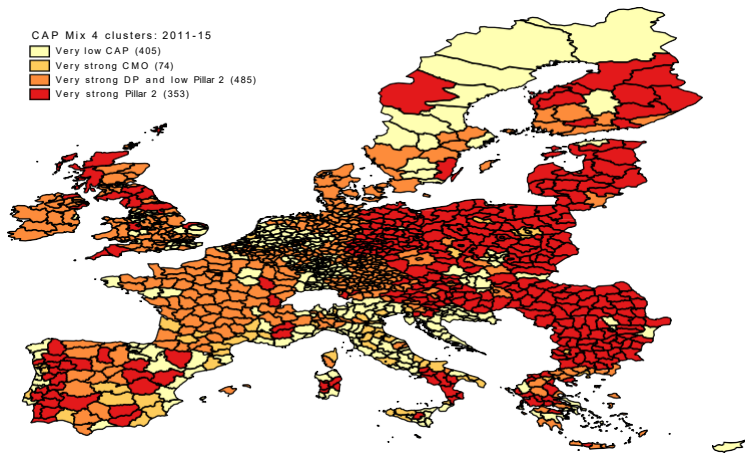 CAP Mix 4 clusters: 2011-15
Very low CAP (405)
Very strong CMO (74)
Very strong DP and low Pillar 2 (485)
Very strong Pillar 2 (353)